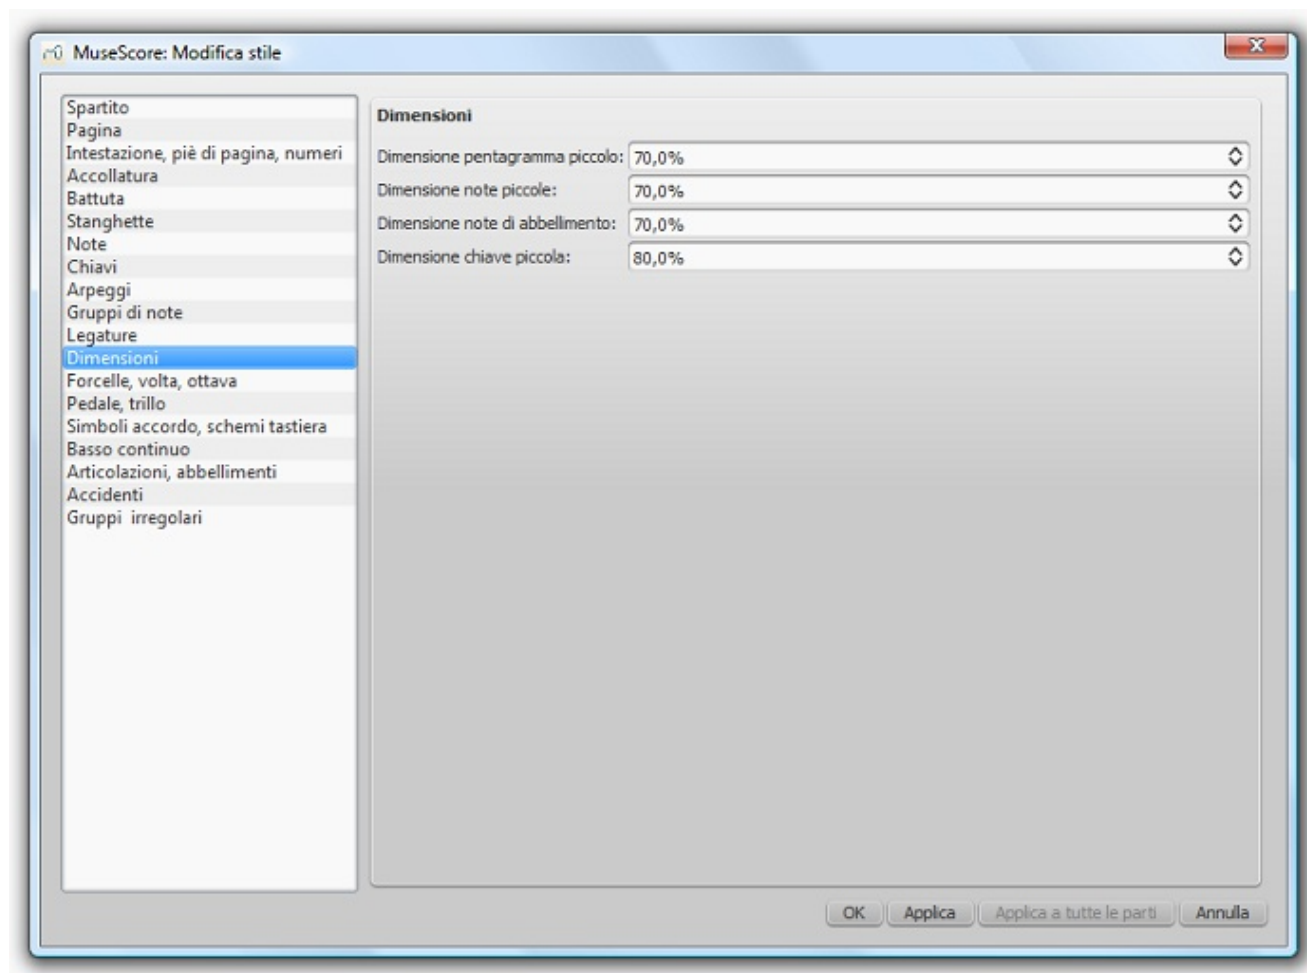 MuseScore: Modifica stile
Spartito
Pagina
Intestazione, piè di pagina, numeri
Accollatura
Battuta
Stanghette
Note
Chiavi
Arpeggi
Gruppi di note
Legature
Dimensioni
Forcelle, volta, ottava
Pedale, trillo
Simboli accordo, schemi tastiera
Basso continuo
Articolazioni, abbellimenti
Accidenti
Gruppi irregolari
Dimensioni
Dimensione pentagramma piccolo: 70,0%
Dimensione note piccole: 70,0%
Dimensione note di abbellimento: 70,0%
Dimensione chiave piccola: 80,0%
OK Applica Applica a tutte le parti Annulla